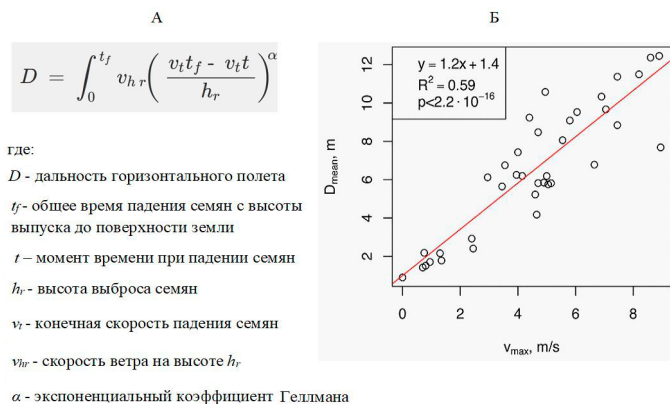 А
D = ∫₀^{t_f} v_{h r} ( (v_t t_f - v_t t) / h_r )^α
где:
D - дальность горизонтального полета
t_f - общее время падения семян с высоты
выпуска до поверхности земли
t – момент времени при падении семян
h_r - высота выброса семян
v_t - конечная скорость падения семян
v_hr - скорость ветра на высоте h_r
α - экспоненциальный коэффициент Геллмана
Б
y = 1.2x + 1.4
R² = 0.59
p<2.2 · 10⁻¹⁶
D_mean, m
12
10
8
6
4
2
0 2 4 6 8
v_max, m/s